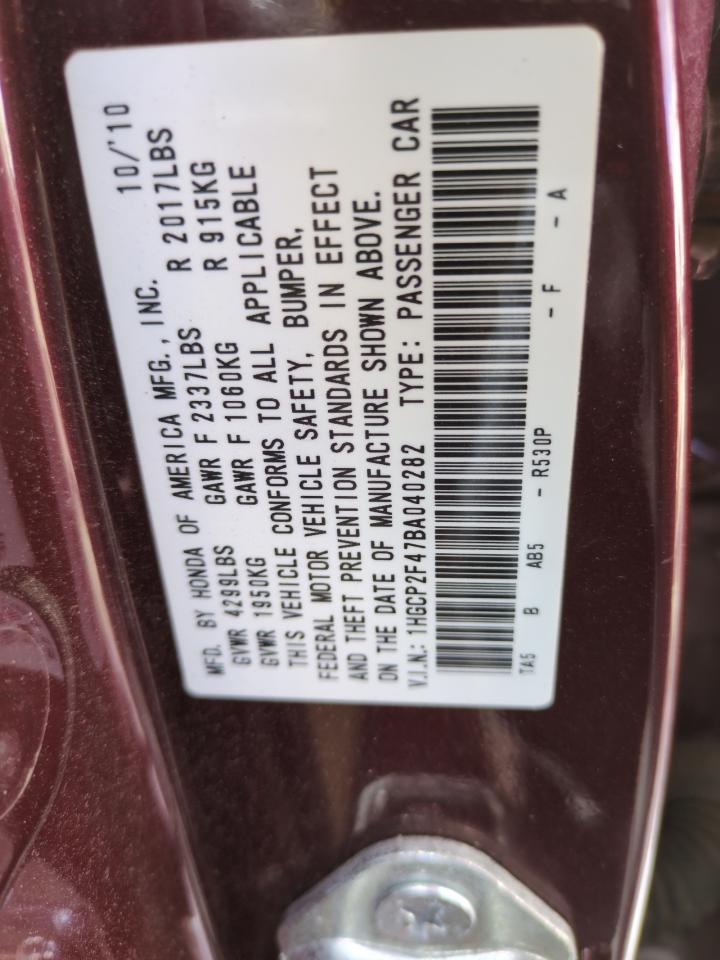 MFD. BY HONDA OF AMERICA MFG., INC. 10/'10
GVWR 4299LBS GAWR F 2337LBS R 2017LBS
GVWR 1950KG GAWR F 1060KG R 915KG
THIS VEHICLE CONFORMS TO ALL APPLICABLE
FEDERAL MOTOR VEHICLE SAFETY, BUMPER,
AND THEFT PREVENTION STANDARDS IN EFFECT
ON THE DATE OF MANUFACTURE SHOWN ABOVE.
V.I.N.: 1HGCP2F47BA040282 TYPE: PASSENGER CAR
TA5 B AB5 - R530P - F - A